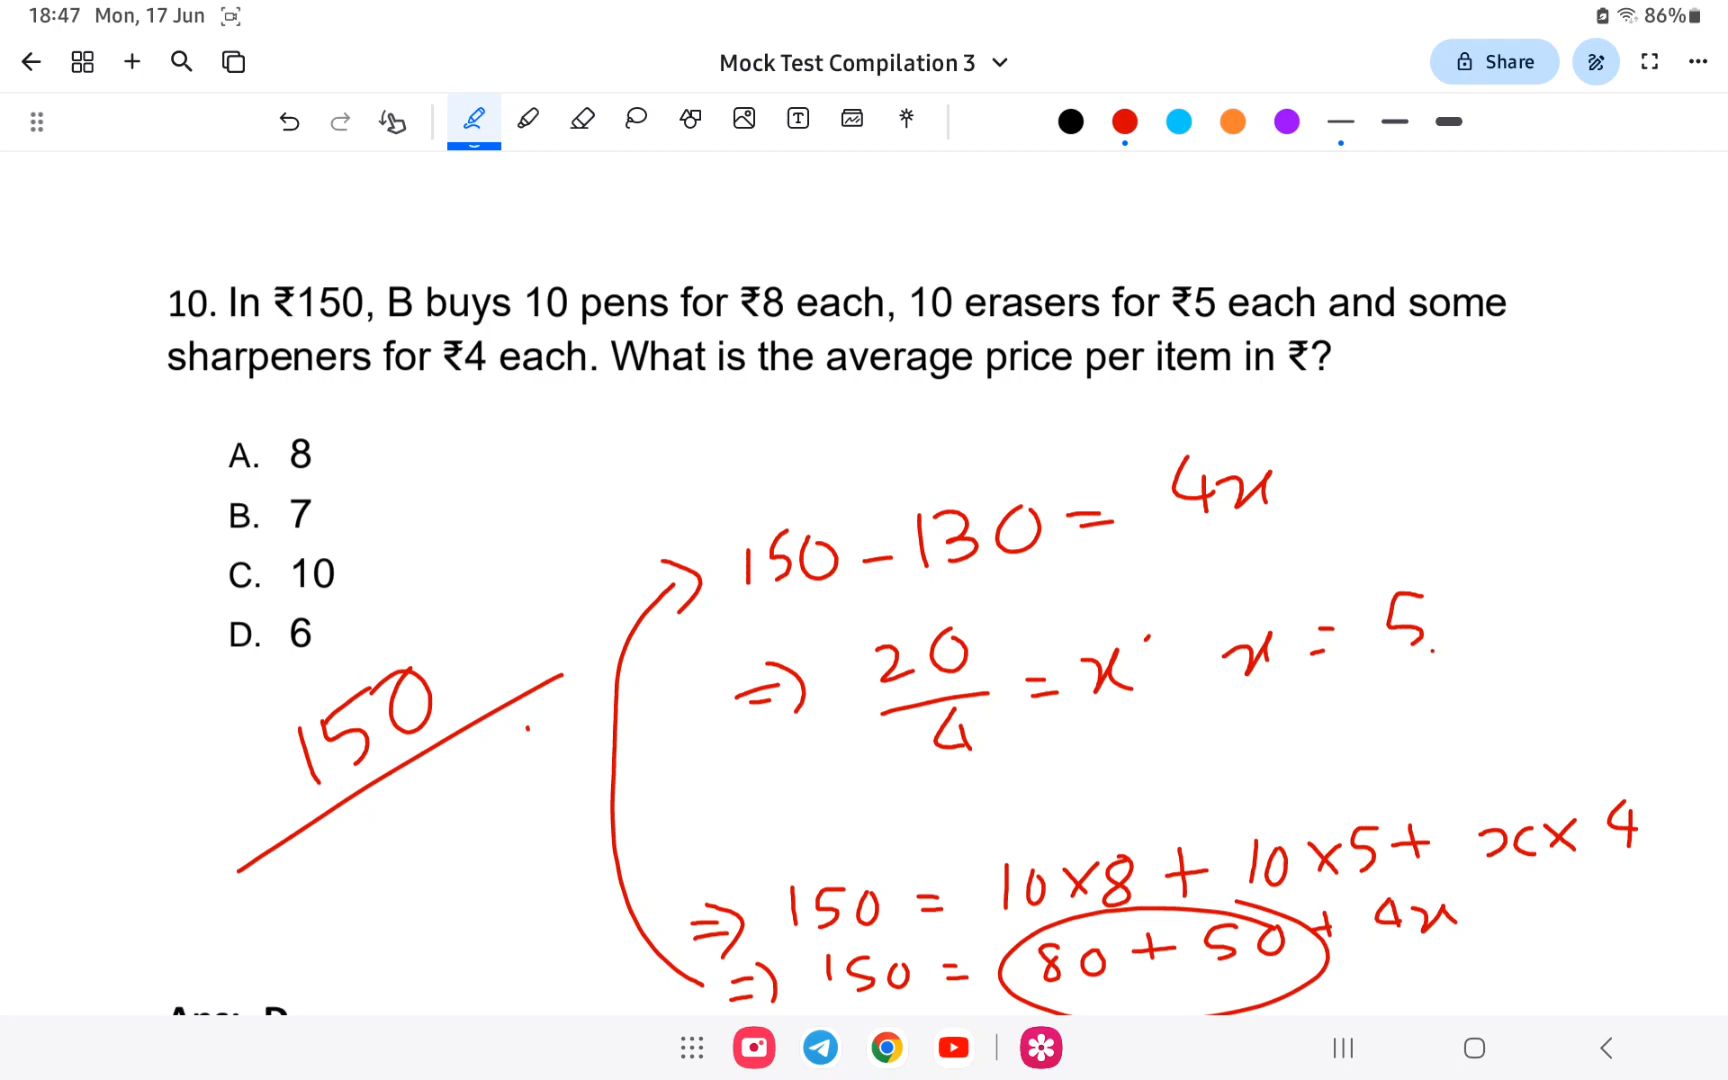 18:47 Mon, 17 Jun
86%
Mock Test Compilation 3
Share
10. In ₹150, B buys 10 pens for ₹8 each, 10 erasers for ₹5 each and some
sharpeners for ₹4 each. What is the average price per item in ₹?
A. 8
B. 7
C. 10
D. 6
150
=> 150 - 130 = 4x
=> 20/4 = x x = 5.
=> 150 = 10 × 8 + 10 × 5 + x × 4
=> 150 = 80 + 50 + 4x
Ans: D